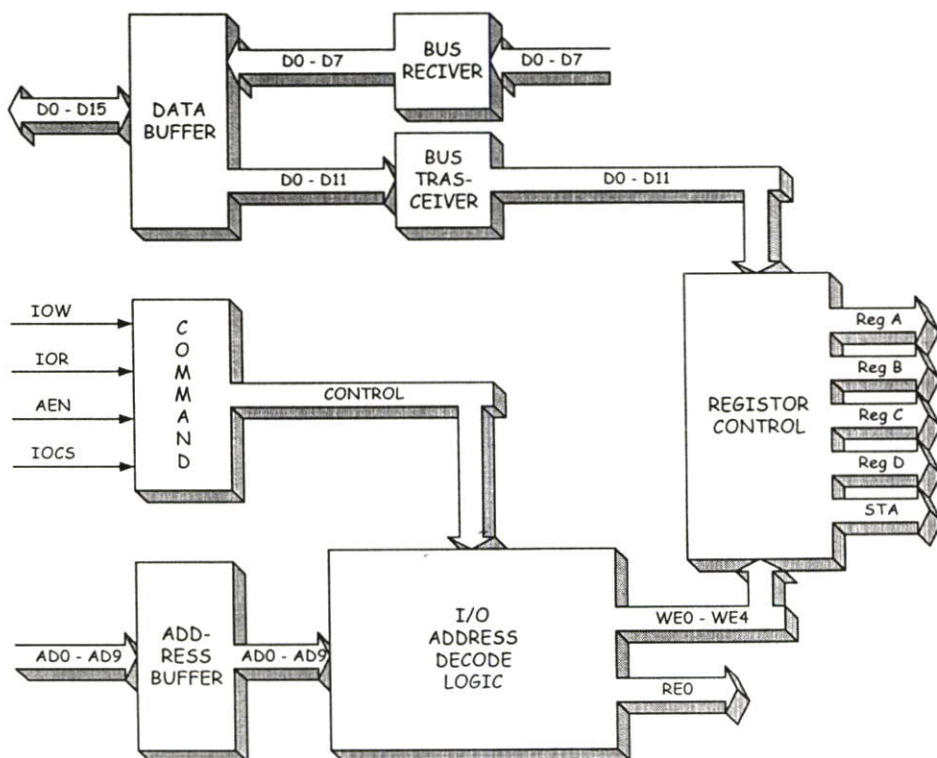 D0 - D15
DATA
BUFFER
D0 - D7
BUS
RECIVER
D0 - D7
D0 - D11
BUS
TRAS-
CEIVER
D0 - D11
IOW
IOR
AEN
IOCS
C
O
M
M
A
N
D
CONTROL
REGISTOR
CONTROL
Reg A
Reg B
Reg C
Reg D
STA
AD0 - AD9
ADD-
RESS
BUFFER
AD0 - AD9
I/O
ADDRESS
DECODE
LOGIC
WE0 - WE4
RE0